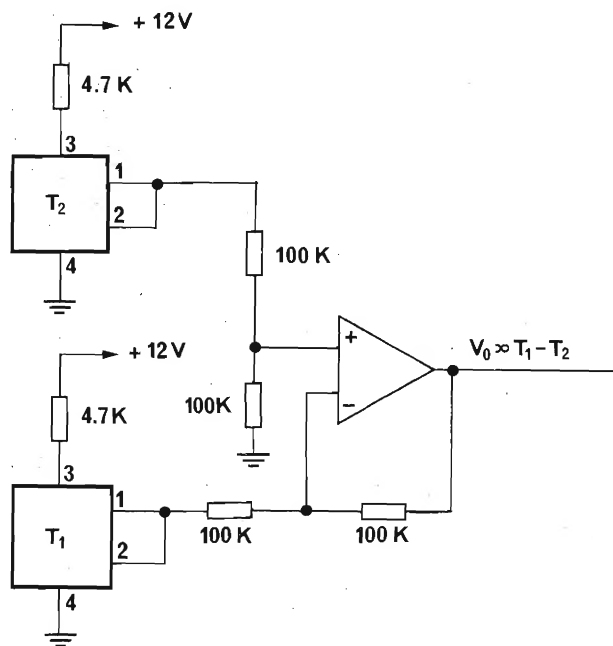 + 12V
4.7 K
3
1
T₂
2
4
100 K
+ 12V
+
V₀ ∝ T₁ – T₂
100K
4.7K
–
3
1
T₁
2
100 K
100 K
4